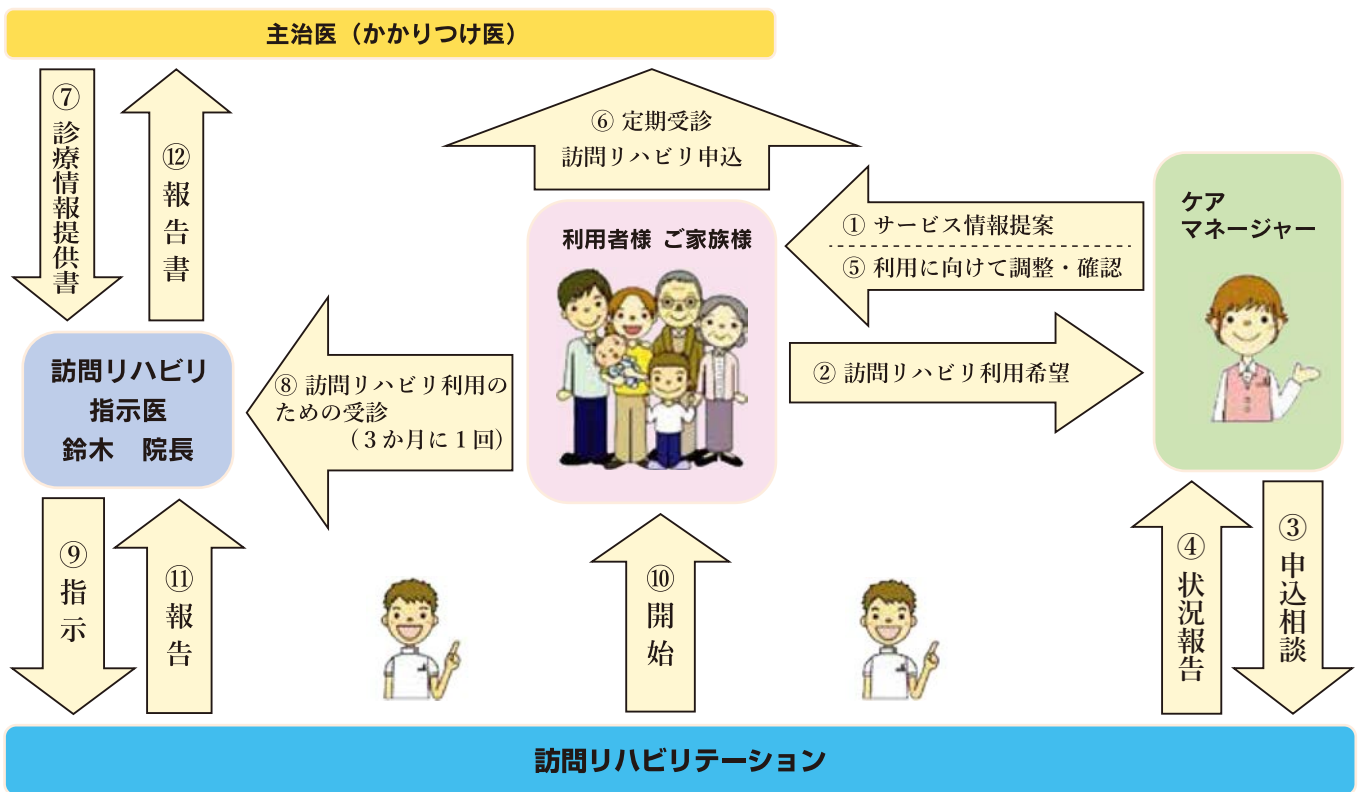 主治医（かかりつけ医）
⑦診療情報提供書
⑫報告書
⑥ 定期受診
訪問リハビリ申込
利用者様 ご家族様
① サービス情報提案
⑤ 利用に向けて調整・確認
ケア
マネージャー
② 訪問リハビリ利用希望
訪問リハビリ
指示医
鈴木　院長
⑧ 訪問リハビリ利用の
ための受診
（３か月に１回）
⑨指示
⑪報告
⑩開始
④状況報告
③申込相談
訪問リハビリテーション